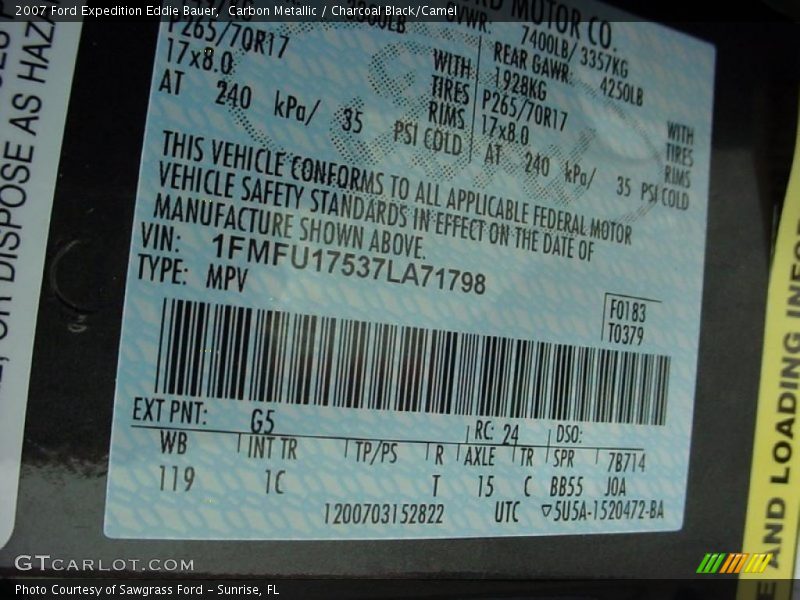 2007 Ford Expedition Eddie Bauer, Carbon Metallic / Charcoal Black/Camel
MOTOR CO.
P265/70R17
17x8.0
AT 240 kPa/ 35 PSI COLD
WITH
TIRES
RIMS
7400LB/ 3357KG
REAR GAWR: 4250LB
1928KG
P265/70R17
17x8.0
AT 240 kPa/ 35 PSI COLD
WITH
TIRES
RIMS
THIS VEHICLE CONFORMS TO ALL APPLICABLE FEDERAL MOTOR
VEHICLE SAFETY STANDARDS IN EFFECT ON THE DATE OF
MANUFACTURE SHOWN ABOVE.
VIN: 1FMFU17537LA71798
TYPE: MPV
F0183
T0379
EXT PNT: G5 RC: 24 DSO:
WB INT TR TP/PS R AXLE TR SPR 7B714
119 1C T 15 C BB55 JOA
1200703152822 UTC ▽5U5A-1520472-BA
OR DISPOSE AS HAZA
E AND LOADING INFO
GTCARLOT.COM
Photo Courtesy of Sawgrass Ford - Sunrise, FL